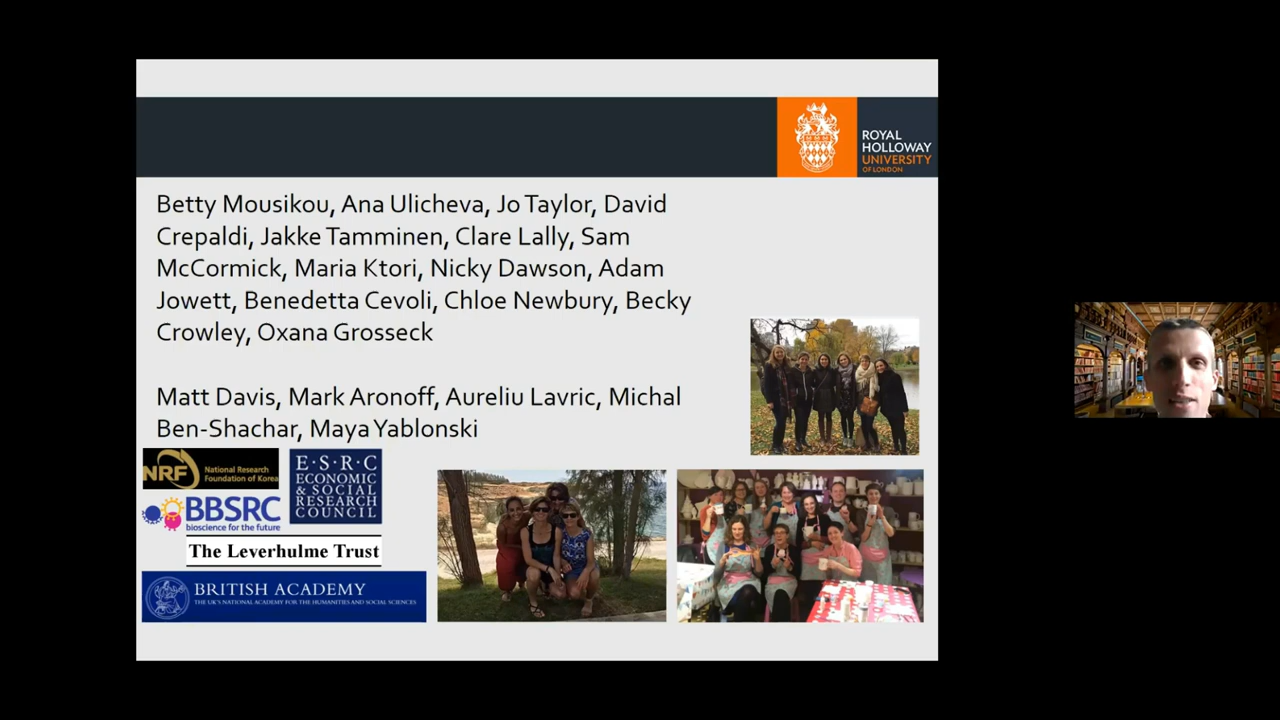 ROYAL
HOLLOWAY
UNIVERSITY
OF LONDON
Betty Mousikou, Ana Ulicheva, Jo Taylor, David
Crepaldi, Jakke Tamminen, Clare Lally, Sam
McCormick, Maria Ktori, Nicky Dawson, Adam
Jowett, Benedetta Cevoli, Chloe Newbury, Becky
Crowley, Oxana Grosseck
Matt Davis, Mark Aronoff, Aureliu Lavric, Michal
Ben-Shachar, Maya Yablonski
NRF National Research
Foundation of Korea
E·S·R·C
ECONOMIC
& SOCIAL
RESEARCH
COUNCIL
BBSRC
bioscience for the future
The Leverhulme Trust
BRITISH ACADEMY
THE UK'S NATIONAL ACADEMY FOR THE HUMANITIES AND SOCIAL SCIENCES